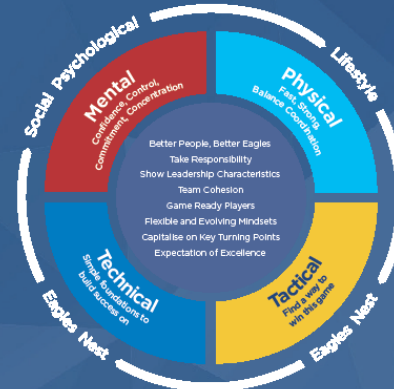 Social Psychological
Lifestyle
Mental
Confidence, Control,
Commitment, Concentration
Physical
Fast, Strong,
Balance Coordination
Better People, Better Eagles
Take Responsibility
Show Leadership Characteristics
Team Cohesion
Game Ready Players
Flexible and Evolving Mindsets
Capitalise on Key Turning Points
Expectation of Excellence
Technical
Simple foundations to
build success on
Tactical
Find a way to
win this game
Eagles Nest
Eagles Nest